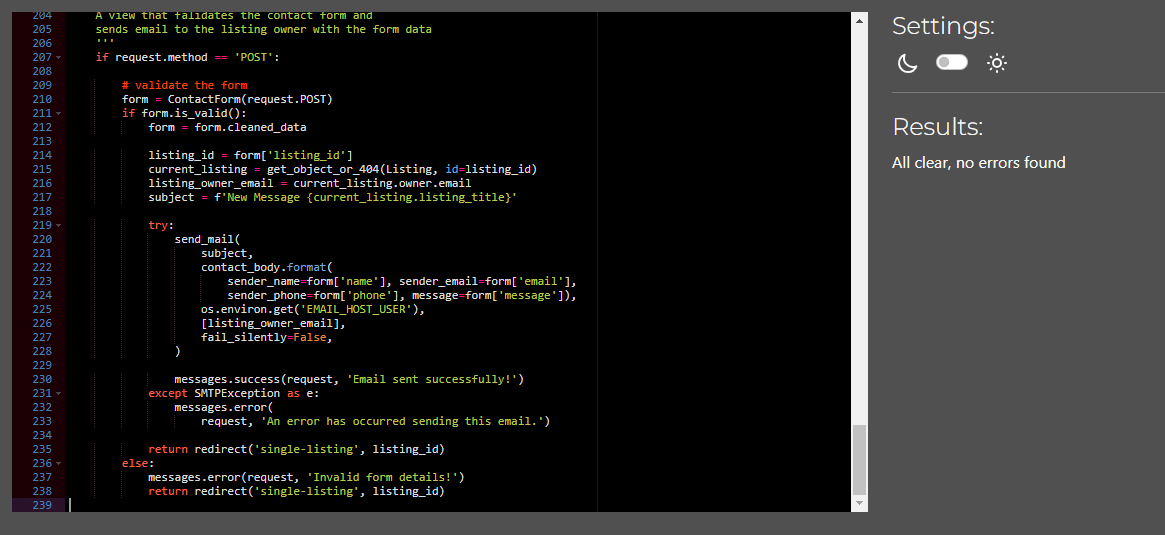 204 A view that falidates the contact form and
205 sends email to the listing owner with the form data
206 '''
207 if request.method == 'POST':
208
209 # validate the form
210 form = ContactForm(request.POST)
211 if form.is_valid():
212 form = form.cleaned_data
213
214 listing_id = form['listing_id']
215 current_listing = get_object_or_404(Listing, id=listing_id)
216 listing_owner_email = current_listing.owner.email
217 subject = f'New Message {current_listing.listing_title}'
218
219 try:
220 send_mail(
221 subject,
222 contact_body.format(
223 sender_name=form['name'], sender_email=form['email'],
224 sender_phone=form['phone'], message=form['message']),
225 os.environ.get('EMAIL_HOST_USER'),
226 [listing_owner_email],
227 fail_silently=False,
228 )
229
230 messages.success(request, 'Email sent successfully!')
231 except SMTPException as e:
232 messages.error(
233 request, 'An error has occurred sending this email.')
234
235 return redirect('single-listing', listing_id)
236 else:
237 messages.error(request, 'Invalid form details!')
238 return redirect('single-listing', listing_id)
239
Settings:
Results:
All clear, no errors found